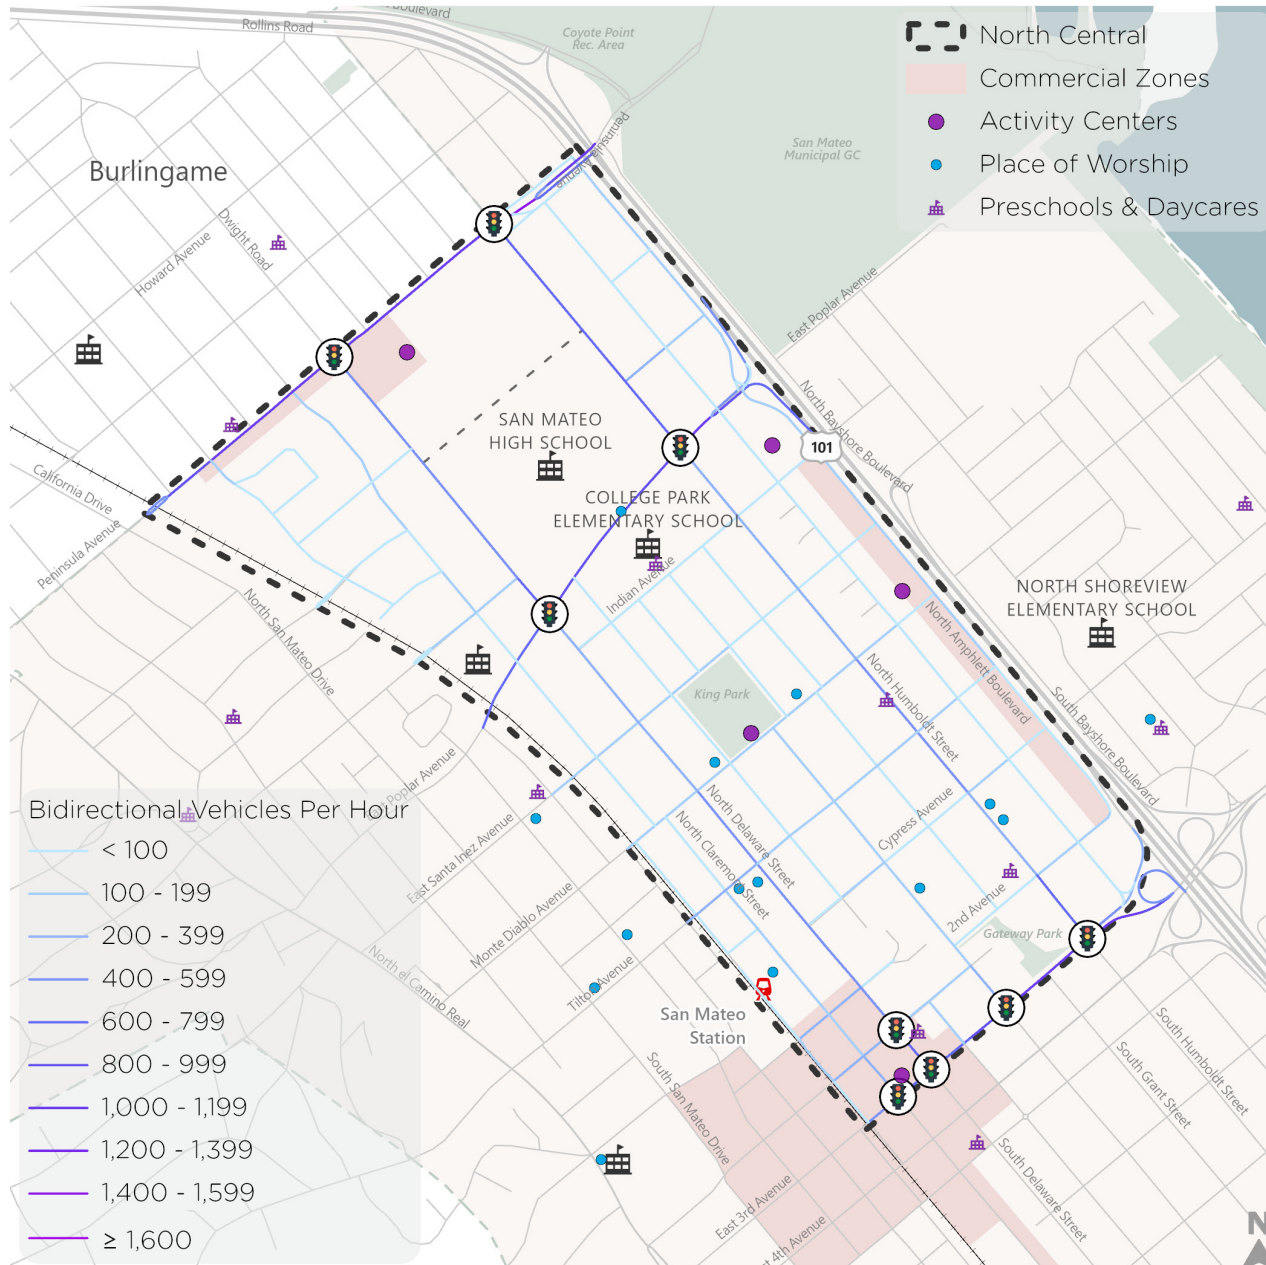 Boulevard
Rollins Road
Coyote Point
Rec. Area
North Central
Commercial Zones
Activity Centers
Place of Worship
Preschools & Daycares
Peninsula Avenue
San Mateo
Municipal GC
Burlingame
Dwight Road
Howard Avenue
East Poplar Avenue
North Bayshore Boulevard
101
SAN MATEO
HIGH SCHOOL
COLLEGE PARK
ELEMENTARY SCHOOL
California Drive
Peninsula Avenue
Indian Avenue
NORTH SHOREVIEW
ELEMENTARY SCHOOL
North San Mateo Drive
North Amphlett Boulevard
North Humboldt Street
South Bayshore Boulevard
King Park
Poplar Avenue
North Delaware Street
North Claremont Street
Cypress Avenue
East Santa Inez Avenue
2nd Avenue
Gateway Park
Monte Diablo Avenue
Tilton Avenue
North el Camino Real
San Mateo
Station
South San Mateo Drive
South Humboldt Street
South Grant Street
South Delaware Street
East 3rd Avenue
4th Avenue
Bidirectional Vehicles Per Hour
< 100
100 - 199
200 - 399
400 - 599
600 - 799
800 - 999
1,000 - 1,199
1,200 - 1,399
1,400 - 1,599
≥ 1,600
N